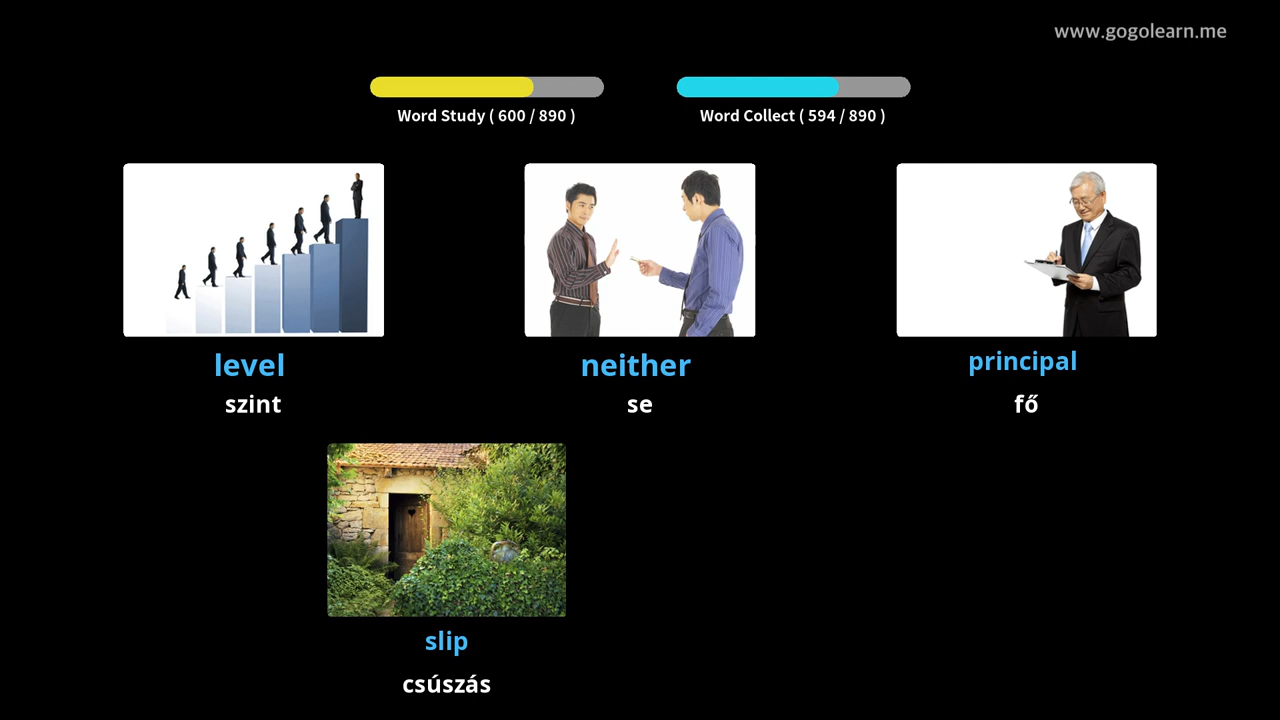 www.gogolearn.me
Word Study ( 600 / 890 )
Word Collect ( 594 / 890 )
level
neither
principal
szint
se
fő
slip
csúszás